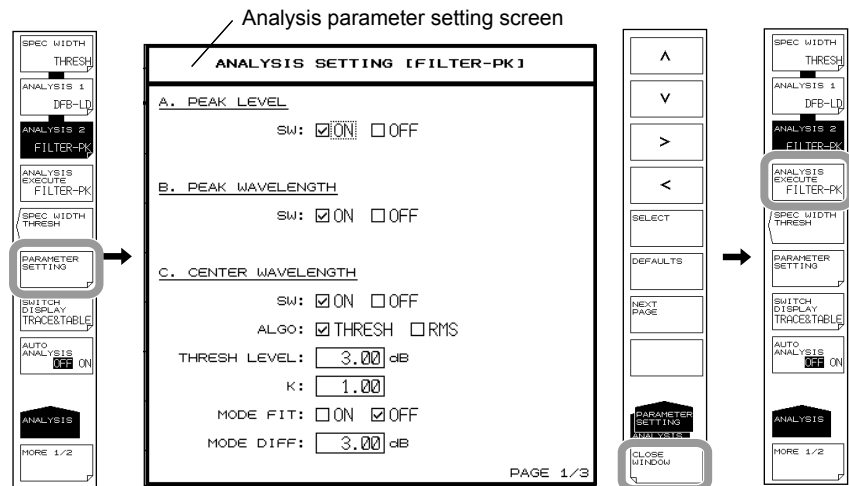 Analysis parameter setting screen
SPEC WIDTH
THRESH
ANALYSIS 1
DFB-LD
ANALYSIS 2
FILTER-PK
ANALYSIS
EXECUTE
FILTER-PK
SPEC WIDTH
THRESH
PARAMETER
SETTING
SWITCH
DISPLAY
TRACE&TABLE
AUTO
ANALYSIS
OFF ON
ANALYSIS
MORE 1/2
ANALYSIS SETTING [FILTER-PK]
A. PEAK LEVEL
SW: ☑ON ☐OFF
B. PEAK WAVELENGTH
SW: ☑ON ☐OFF
C. CENTER WAVELENGTH
SW: ☑ON ☐OFF
ALGO: ☑THRESH ☐RMS
THRESH LEVEL: 3.00 dB
K: 1.00
MODE FIT: ☐ON ☑OFF
MODE DIFF: 3.00 dB
PAGE 1/3
SELECT
DEFAULTS
NEXT
PAGE
PARAMETER
SETTING
ANALYSIS
CLOSE
WINDOW
SPEC WIDTH
THRESH
ANALYSIS 1
DFB-LD
ANALYSIS 2
FILTER-PK
ANALYSIS
EXECUTE
FILTER-PK
SPEC WIDTH
THRESH
PARAMETER
SETTING
SWITCH
DISPLAY
TRACE&TABLE
AUTO
ANALYSIS
OFF ON
ANALYSIS
MORE 1/2